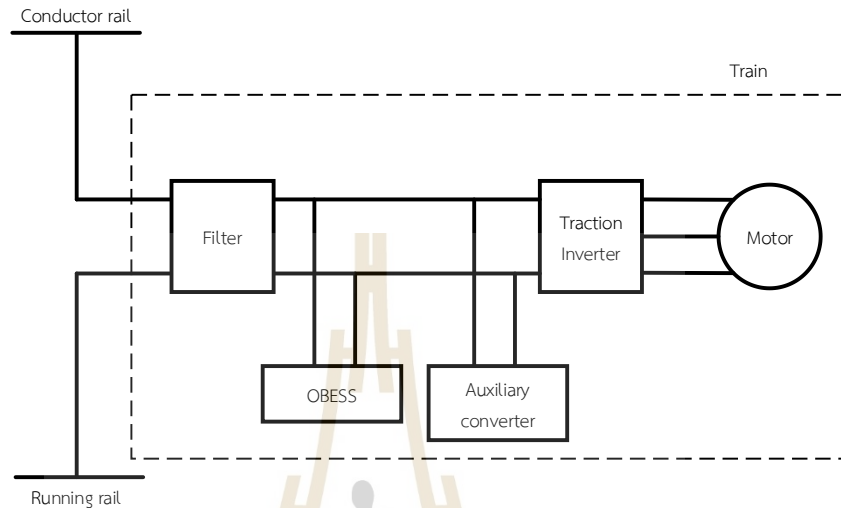 Conductor rail
Train
Filter
Traction
Inverter
Motor
OBESS
Auxiliary
converter
Running rail